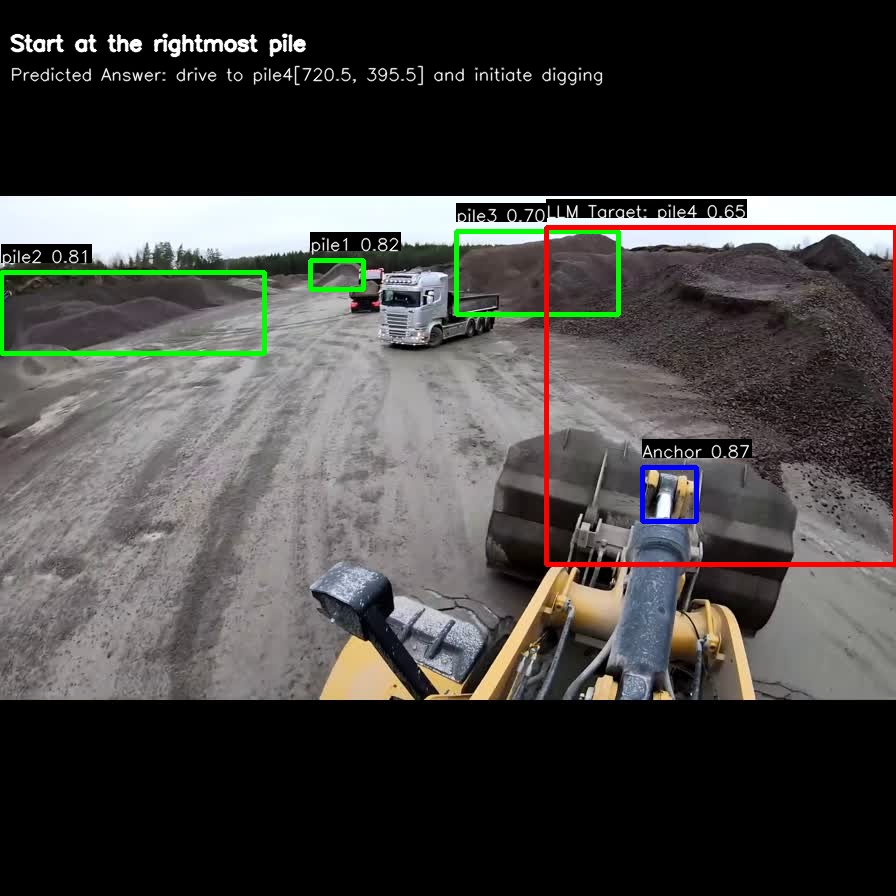 Start at the rightmost pile
Predicted Answer: drive to pile4[720.5, 395.5] and initiate digging
pile3 0.70
LLM Target: pile4 0.65
pile1 0.82
pile2 0.81
Anchor 0.87